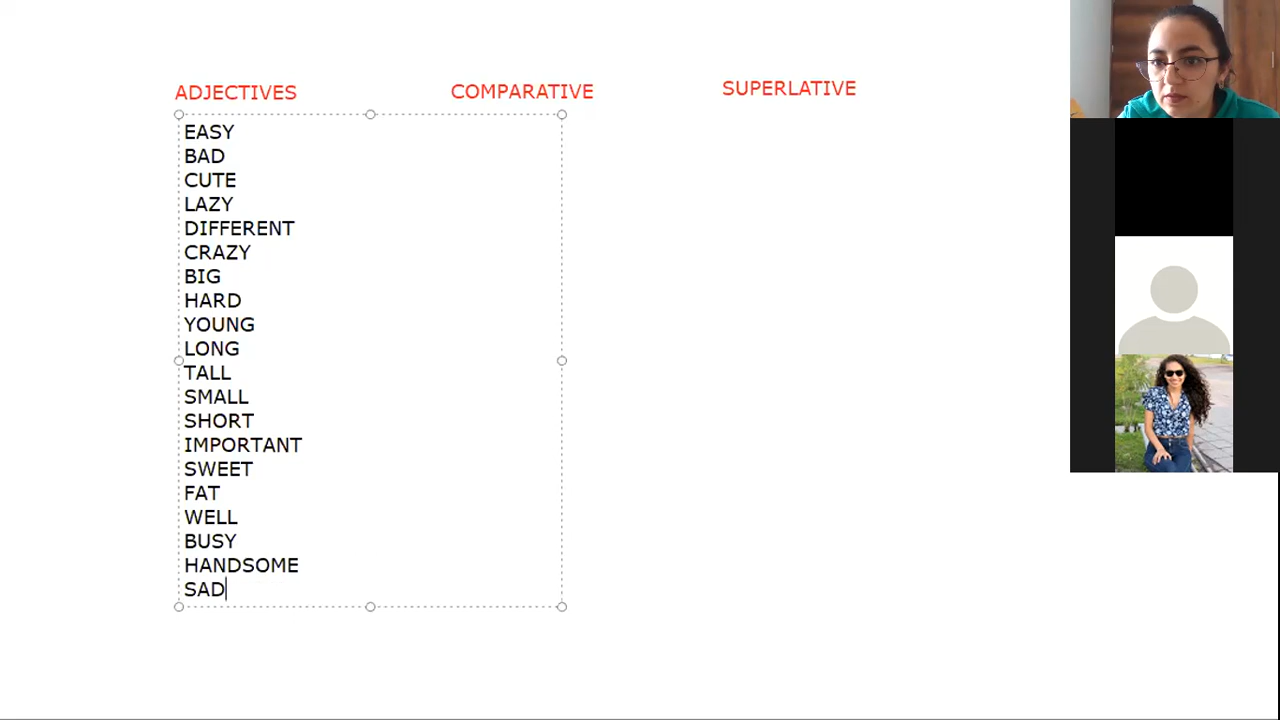 ADJECTIVES COMPARATIVE SUPERLATIVE
EASY
BAD
CUTE
LAZY
DIFFERENT
CRAZY
BIG
HARD
YOUNG
LONG
TALL
SMALL
SHORT
IMPORTANT
SWEET
FAT
WELL
BUSY
HANDSOME
SAD